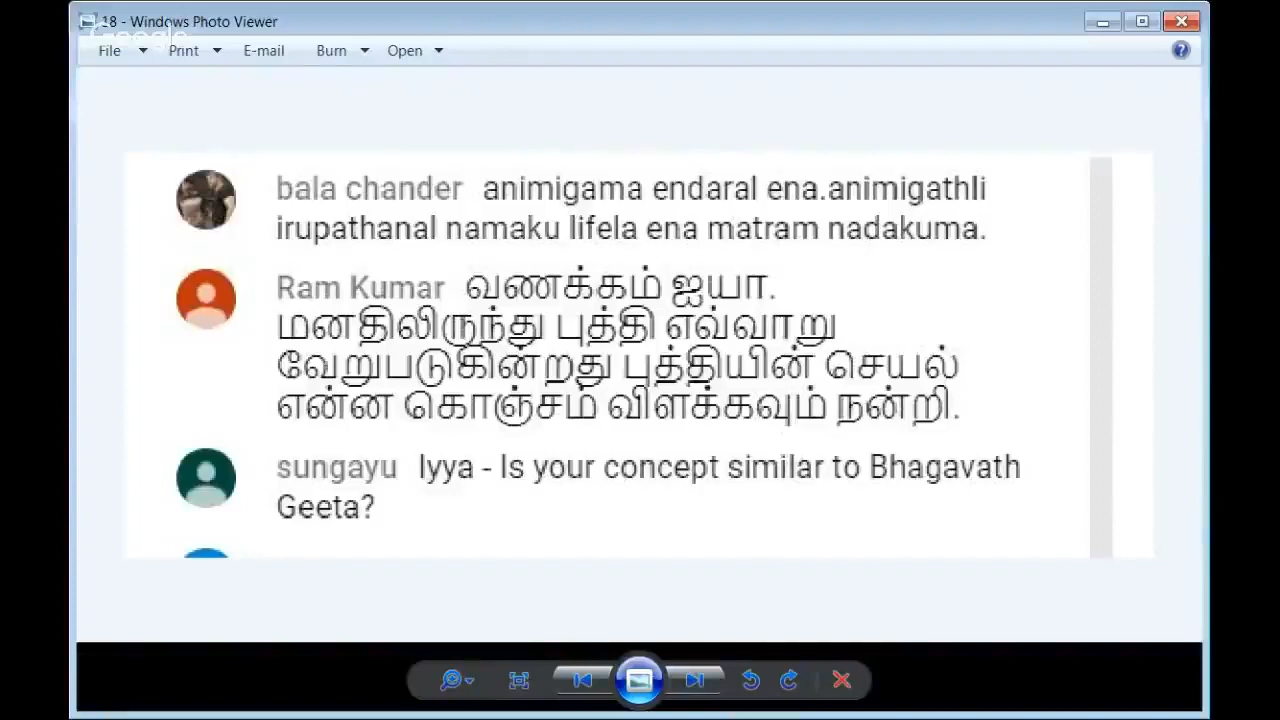 18 - Windows Photo Viewer
Google
File Print E-mail Burn Open
bala chander animigama endaral ena.animigathli
irupathanal namaku lifela ena matram nadakuma.
Ram Kumar வணக்கம் ஐயா.
மனதிலிருந்து புத்தி எவ்வாறு
வேறுபடுகின்றது புத்தியின் செயல்
என்ன கொஞ்சம் விளக்கவும் நன்றி.
sungayu Iyya - Is your concept similar to Bhagavath
Geeta?